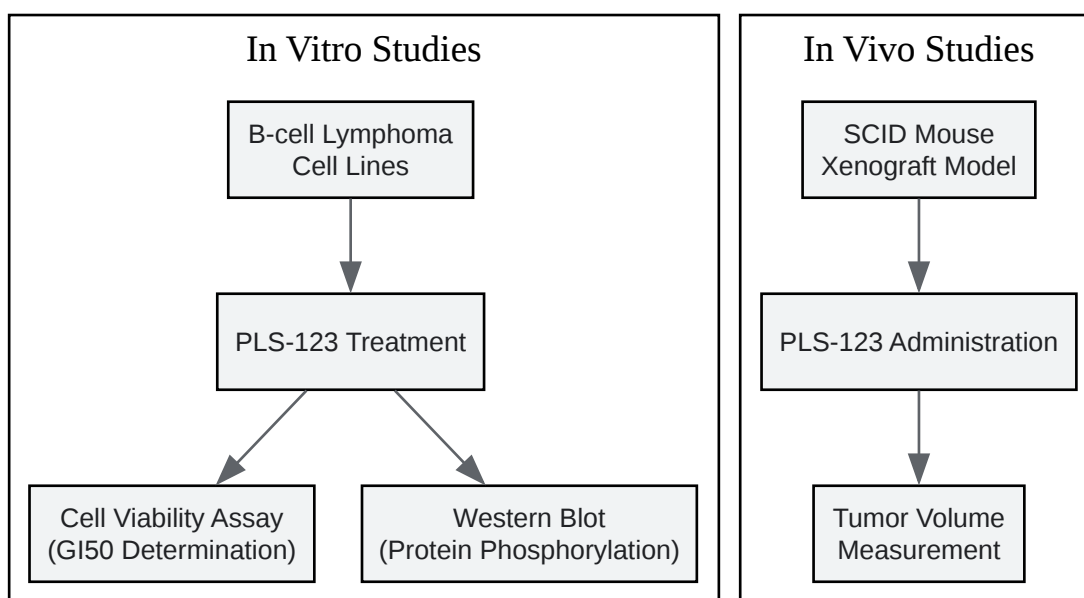 In Vitro Studies
B-cell Lymphoma
Cell Lines
PLS-123 Treatment
Cell Viability Assay
(GI50 Determination)
Western Blot
(Protein Phosphorylation)
In Vivo Studies
SCID Mouse
Xenograft Model
PLS-123 Administration
Tumor Volume
Measurement